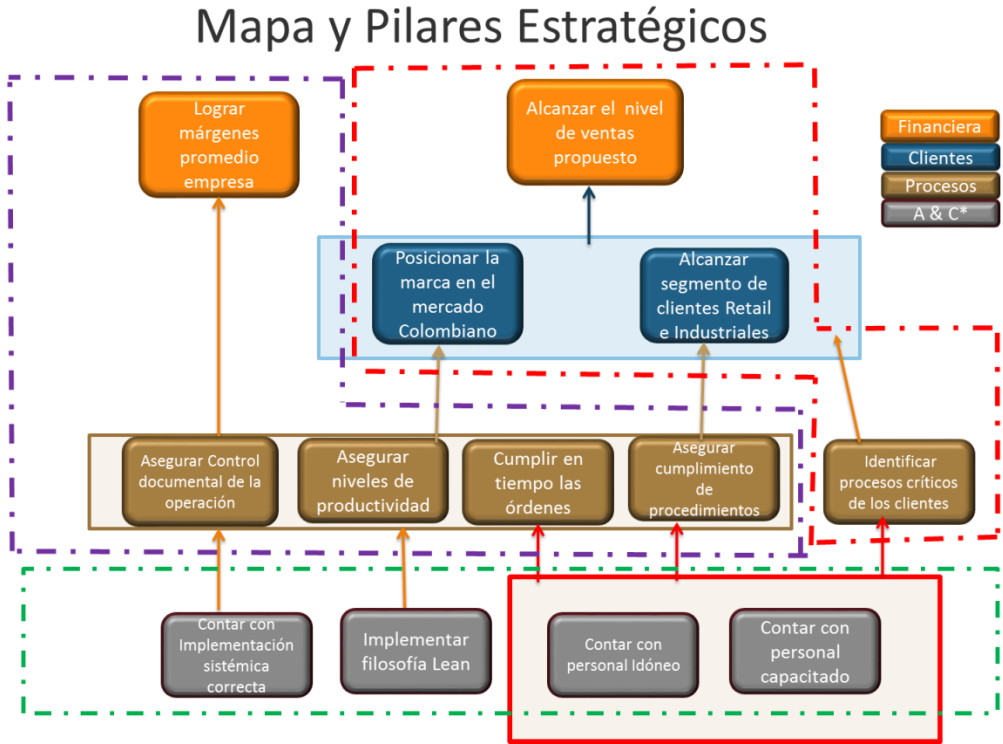 Mapa y Pilares Estratégicos
Lograr
márgenes
promedio
empresa
Alcanzar el nivel
de ventas
propuesto
Financiera
Clientes
Procesos
A & C*
Posicionar la
marca en el
mercado
Colombiano
Alcanzar
segmento de
clientes Retail
e Industriales
Asegurar Control
documental de la
operación
Asegurar
niveles de
productividad
Cumplir en
tiempo las
órdenes
Asegurar
cumplimiento
de
procedimientos
Identificar
procesos críticos
de los clientes
Contar con
Implementación
sistémica
correcta
Implementar
filosofía Lean
Contar con
personal Idóneo
Contar con
personal
capacitado